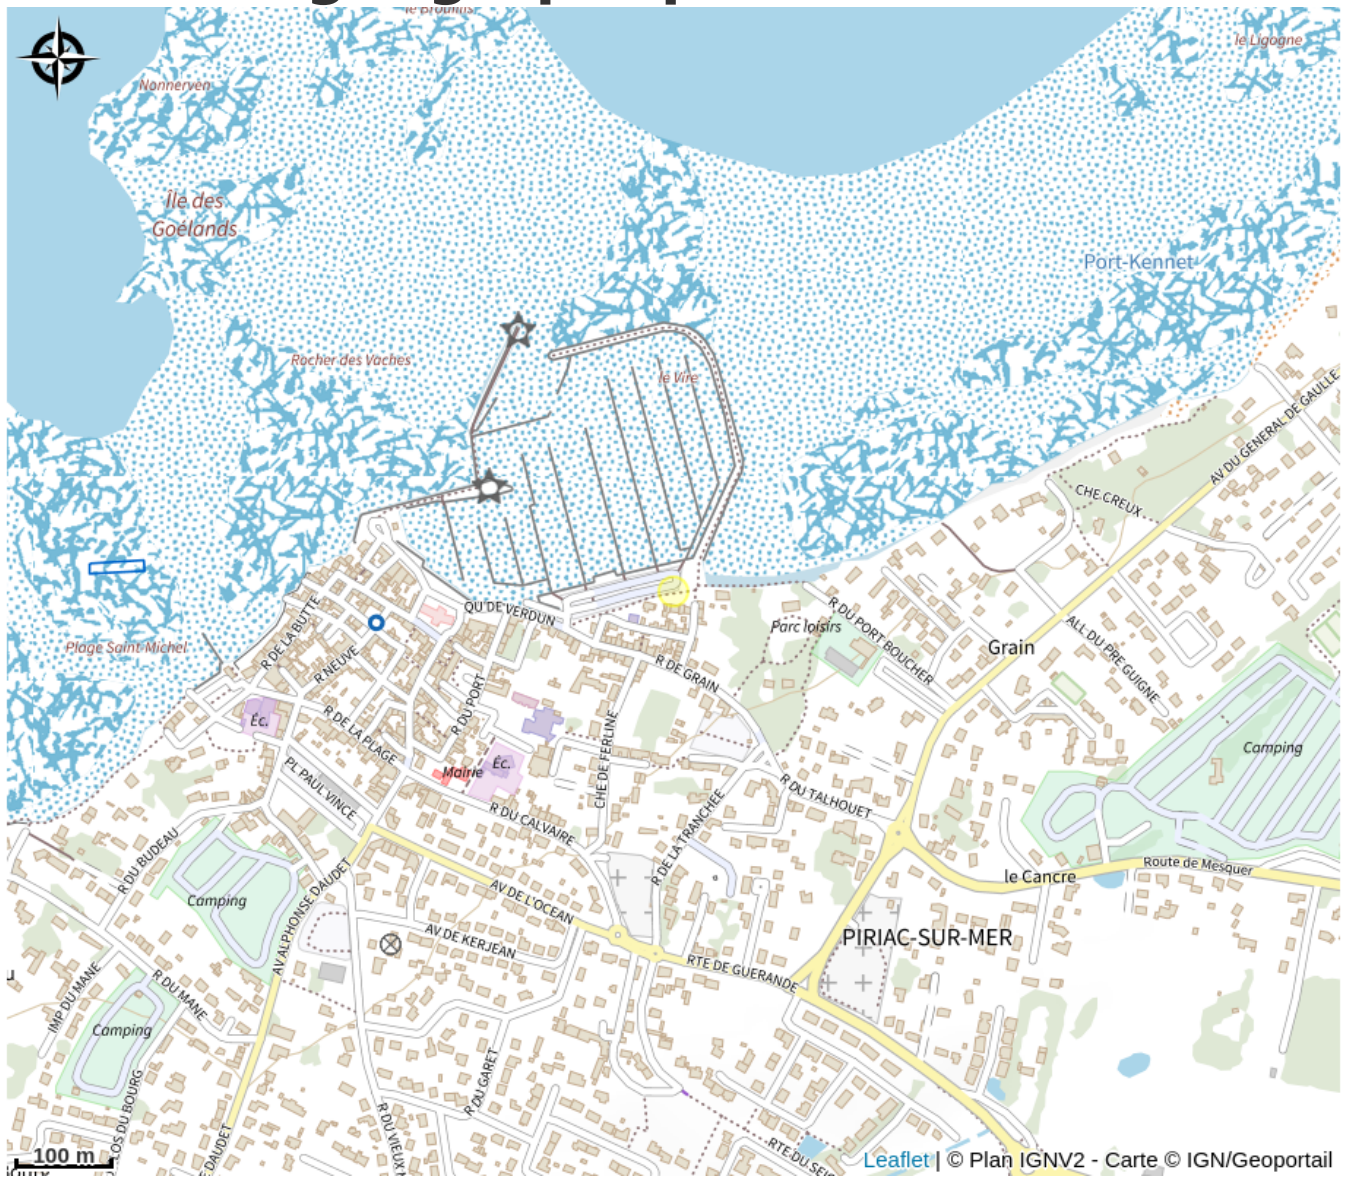 le Ligogne
Nonnervèn
Île des
Goélands
Port-Kennet
Rocher des Vaches
le Vire
AV DU GENERAL DE GAULLE
CHE CREUX
R DE LA BUTTE
QU DE VERDUN
Parc loisirs
R DU PORT BOUCHER
ALL DU PRE GUIGNE
Grain
Plage Saint Michel
R NEUVE
R DE GRAIN
R DU PORT
Éc.
R DE LA PLAGE
CHE DE FERLINE
Camping
Mairie
Éc.
PL PAUL VINCE
R DU CALVAIRE
R DE LA TRANCHEE
R DU TALHOUET
R DU BUDEAU
Route de Mesquer
le Cancre
Camping
AV DE L'OCEAN
AV ALPHONSE DAUDET
AV DE KERJEAN
PIRIAC-SUR-MER
RTE DE GUERANDE
IMP DU MANE
R DU MANE
Camping
R DU GARET
LOS DU BOURG
DAUDET
R DU VIEUX
RTE DU SEI
100 m
Leaflet | © Plan IGNV2 - Carte © IGN/Geoportail